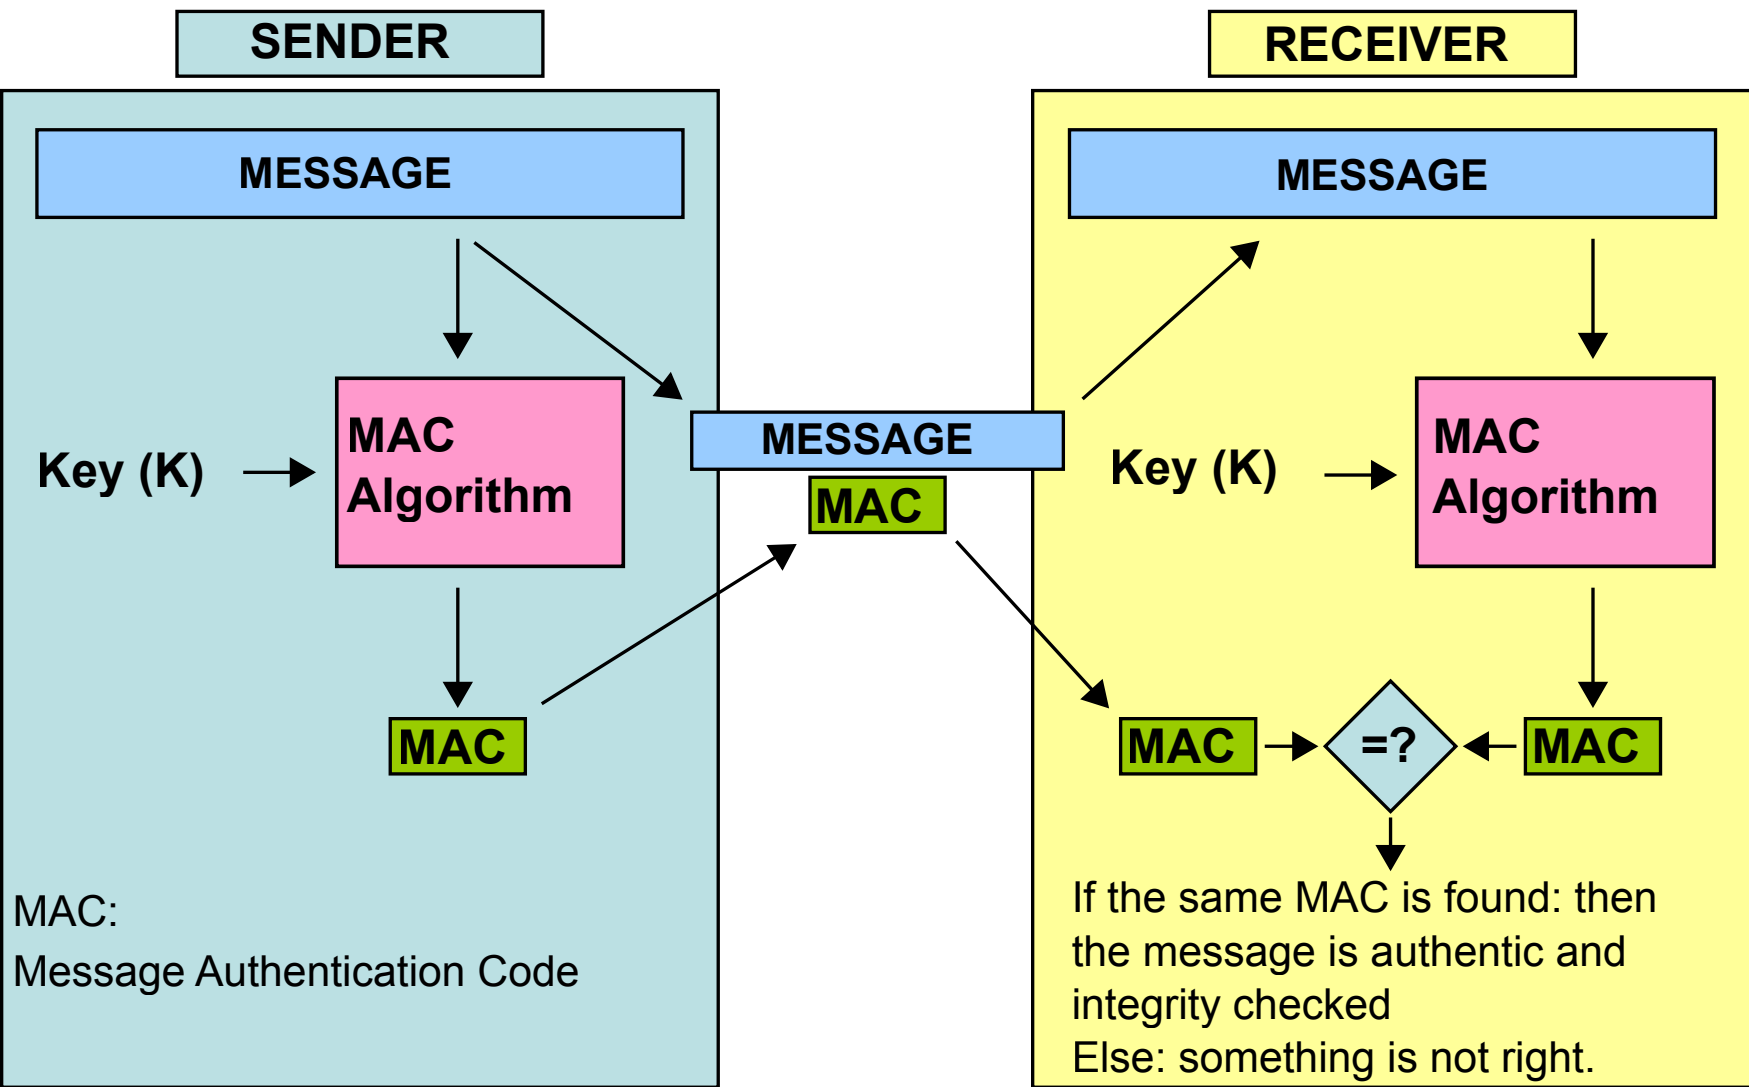 SENDER
MESSAGE
Key (K)
MAC
Algorithm
MAC
MAC:
Message Authentication Code
MESSAGE
MAC
RECEIVER
MESSAGE
Key (K)
MAC
Algorithm
MAC
=?
MAC
If the same MAC is found: then
the message is authentic and
integrity checked
Else: something is not right.